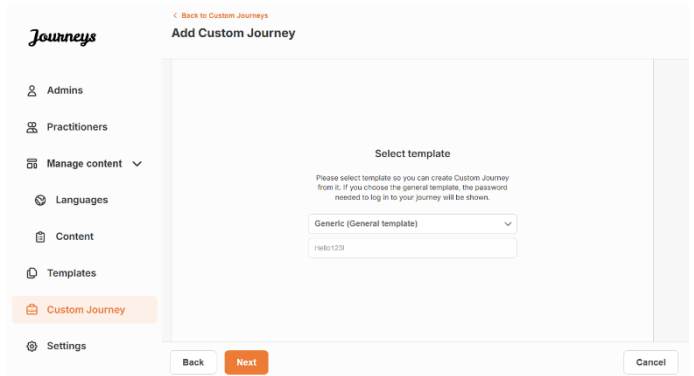 Journeys
Admins
Practitioners
Manage content
Languages
Content
Templates
Custom Journey
Settings
Back to Custom Journeys
Add Custom Journey
Select template
Please select template so you can create Custom Journey
from it. If you choose the general template, the password
needed to log in to your journey will be shown.
Generic (General template)
Hello123!
Back
Next
Cancel